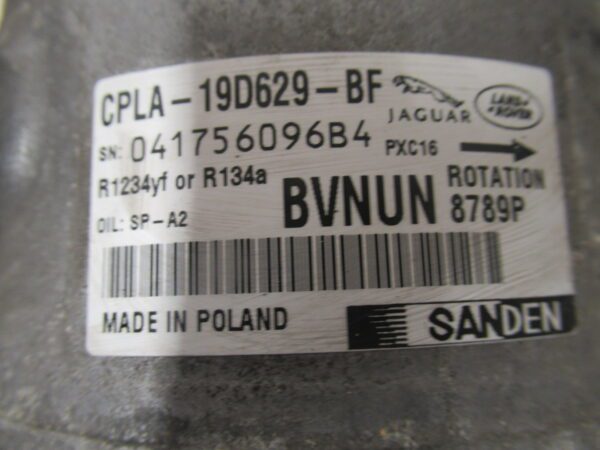 CPLA-19D629-BF JAGUAR LAND ROVER
SN: 041756096B4 PXC16
R1234yf or R134a BVNUN ROTATION
OIL: SP-A2 8789P
MADE IN POLAND SANDEN